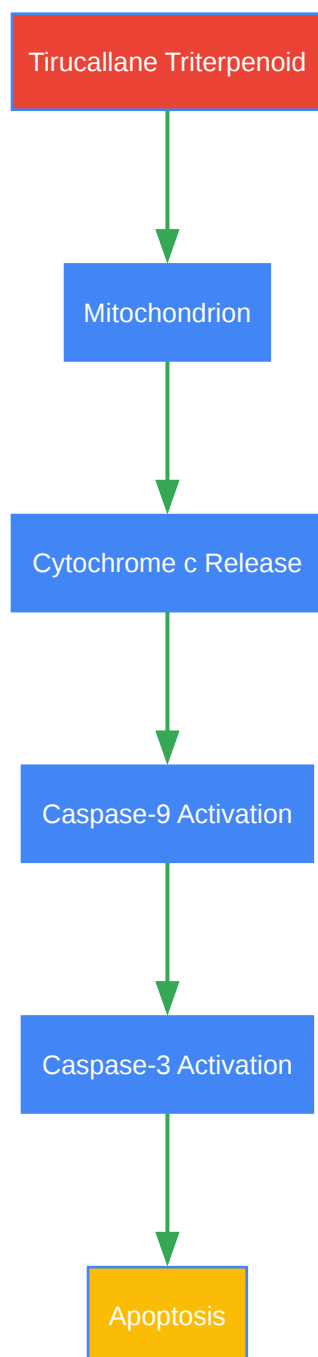 Tirucallane Triterpenoid
Mitochondrion
Cytochrome c Release
Caspase-9 Activation
Caspase-3 Activation
Apoptosis